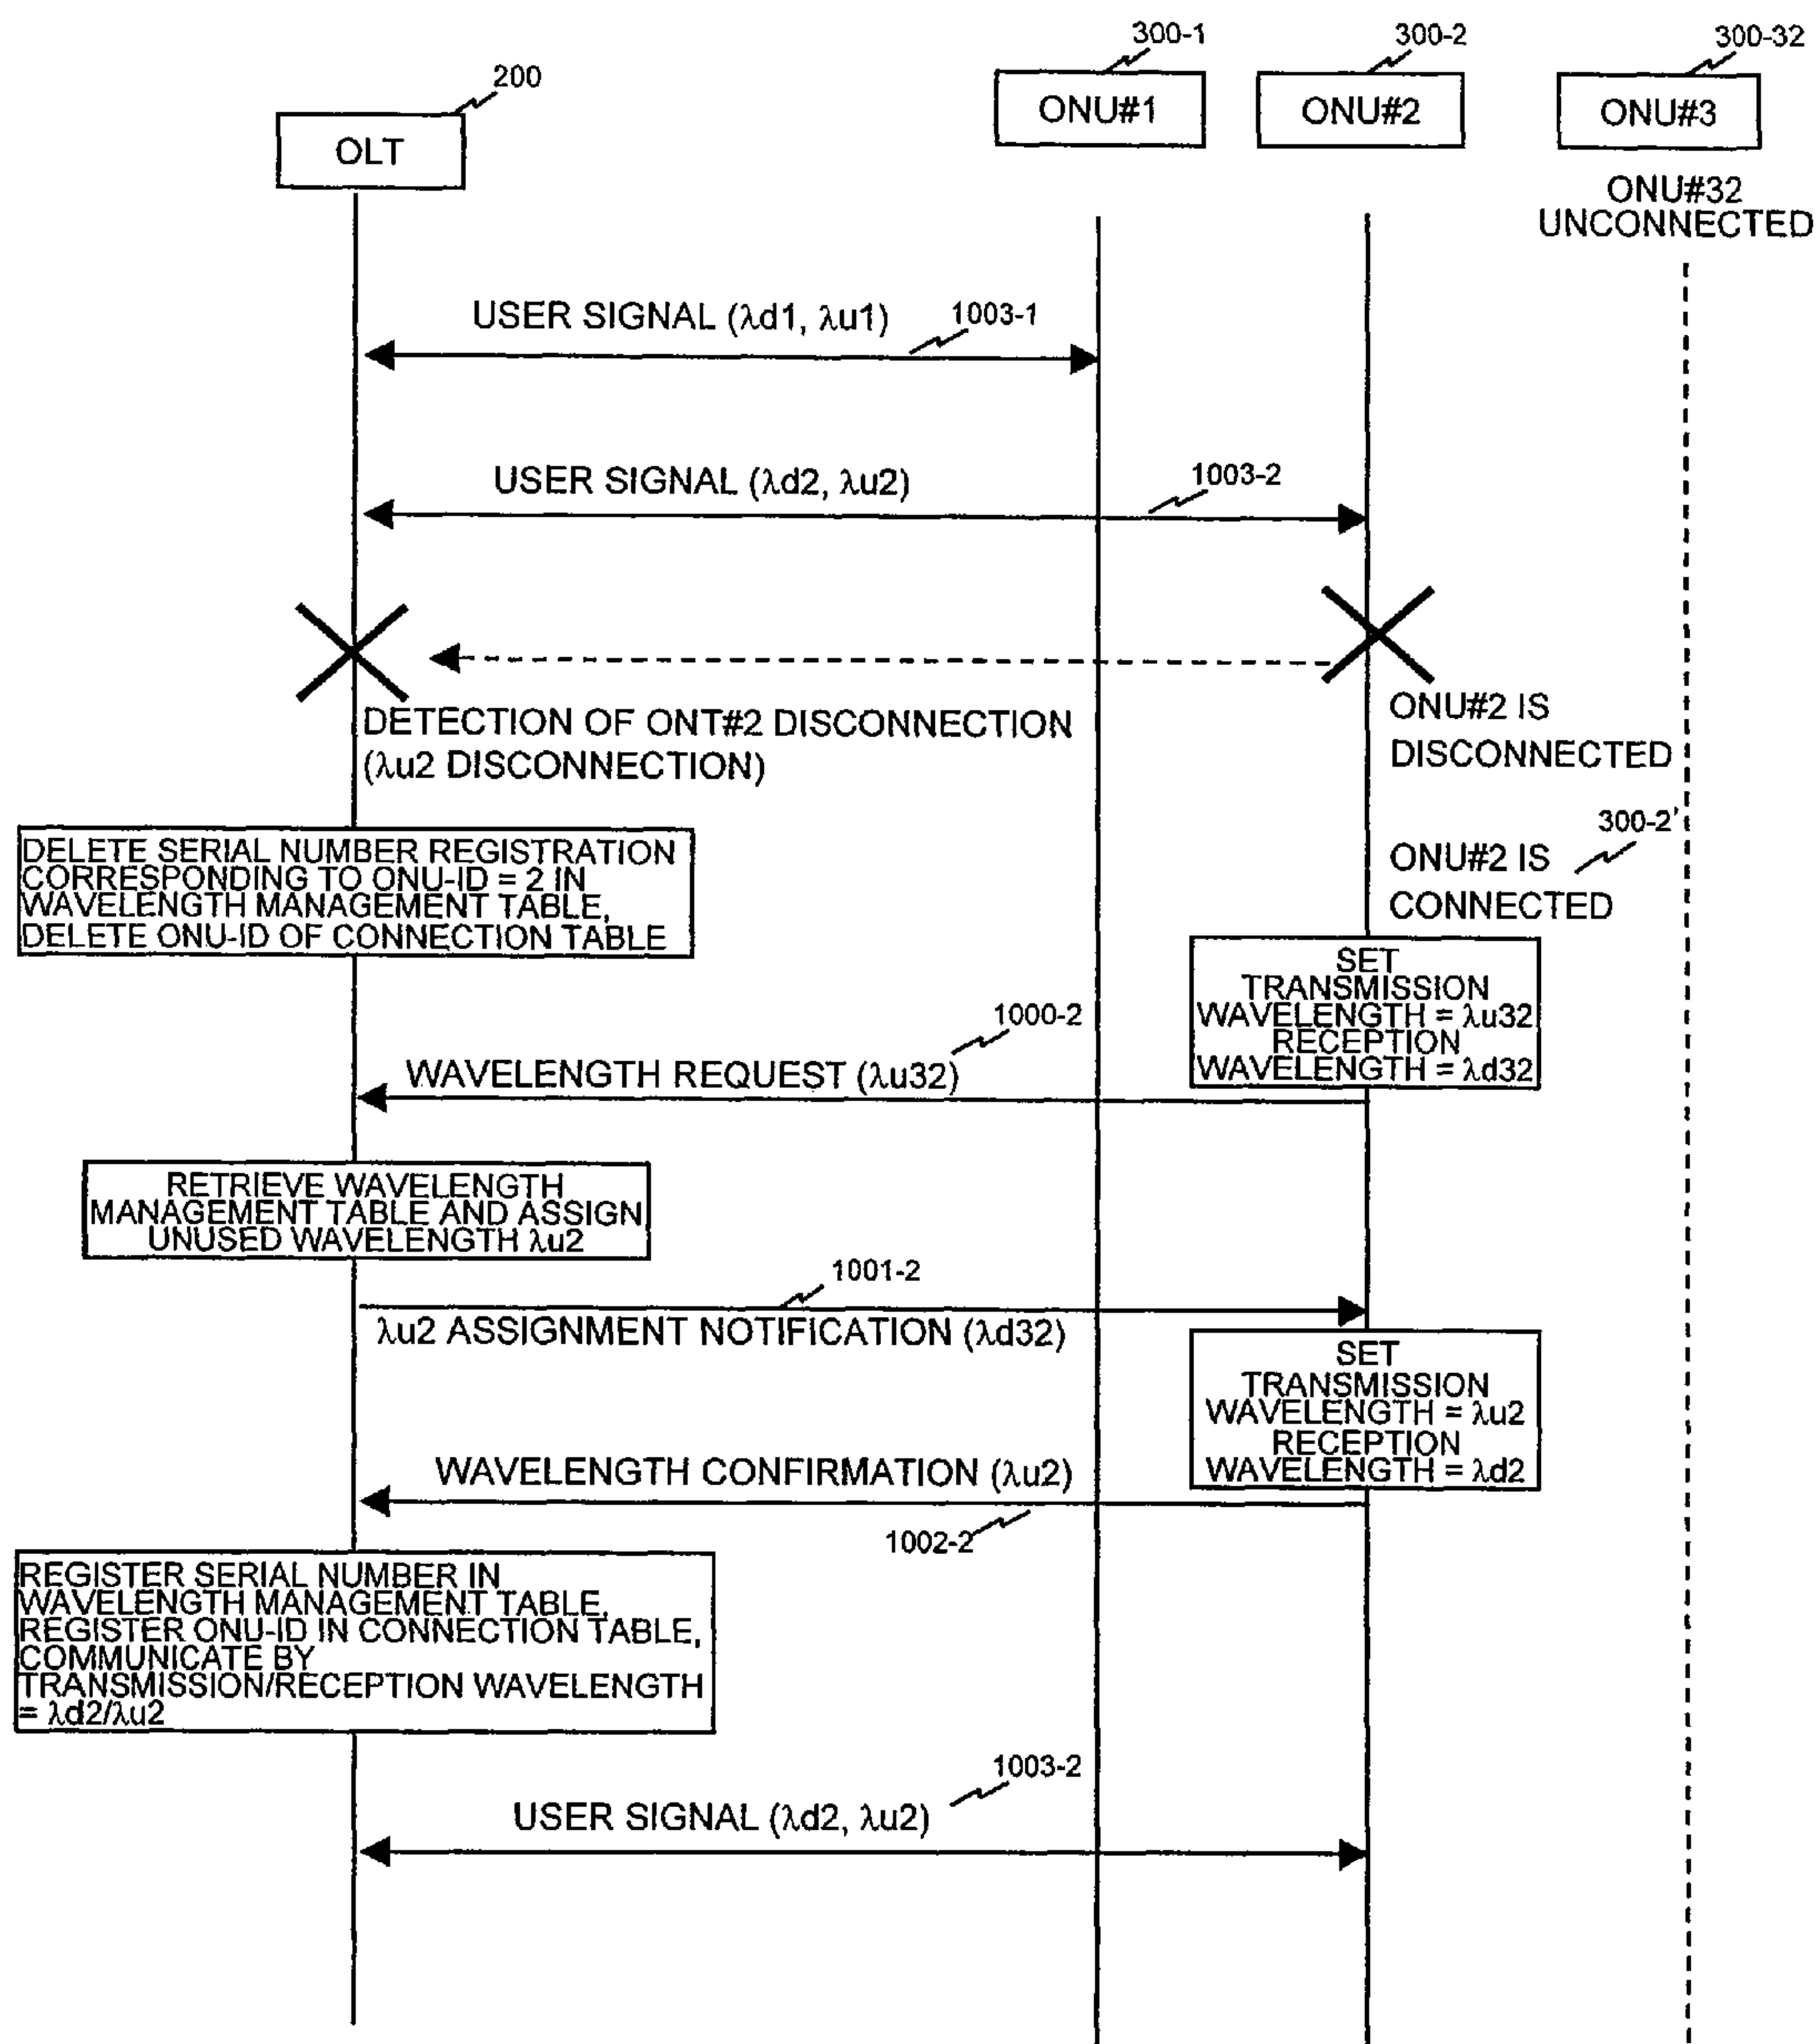 300-1
300-2
300-32
200
ONU#1
ONU#2
ONU#3
OLT
ONU#32
UNCONNECTED
USER SIGNAL (λd1, λu1)
1003-1
USER SIGNAL (λd2, λu2)
1003-2
DETECTION OF ONT#2 DISCONNECTION
(λu2 DISCONNECTION)
ONU#2 IS
DISCONNECTED
300-2'
ONU#2 IS
CONNECTED
DELETE SERIAL NUMBER REGISTRATION
CORRESPONDING TO ONU-ID = 2 IN
WAVELENGTH MANAGEMENT TABLE,
DELETE ONU-ID OF CONNECTION TABLE
SET
TRANSMISSION
WAVELENGTH = λu32
RECEPTION
WAVELENGTH = λd32
1000-2
WAVELENGTH REQUEST (λu32)
RETRIEVE WAVELENGTH
MANAGEMENT TABLE AND ASSIGN
UNUSED WAVELENGTH λu2
1001-2
λu2 ASSIGNMENT NOTIFICATION (λd32)
SET
TRANSMISSION
WAVELENGTH = λu2
RECEPTION
WAVELENGTH = λd2
WAVELENGTH CONFIRMATION (λu2)
1002-2
REGISTER SERIAL NUMBER IN
WAVELENGTH MANAGEMENT TABLE,
REGISTER ONU-ID IN CONNECTION TABLE,
COMMUNICATE BY
TRANSMISSION/RECEPTION WAVELENGTH
= λd2/λu2
1003-2
USER SIGNAL (λd2, λu2)